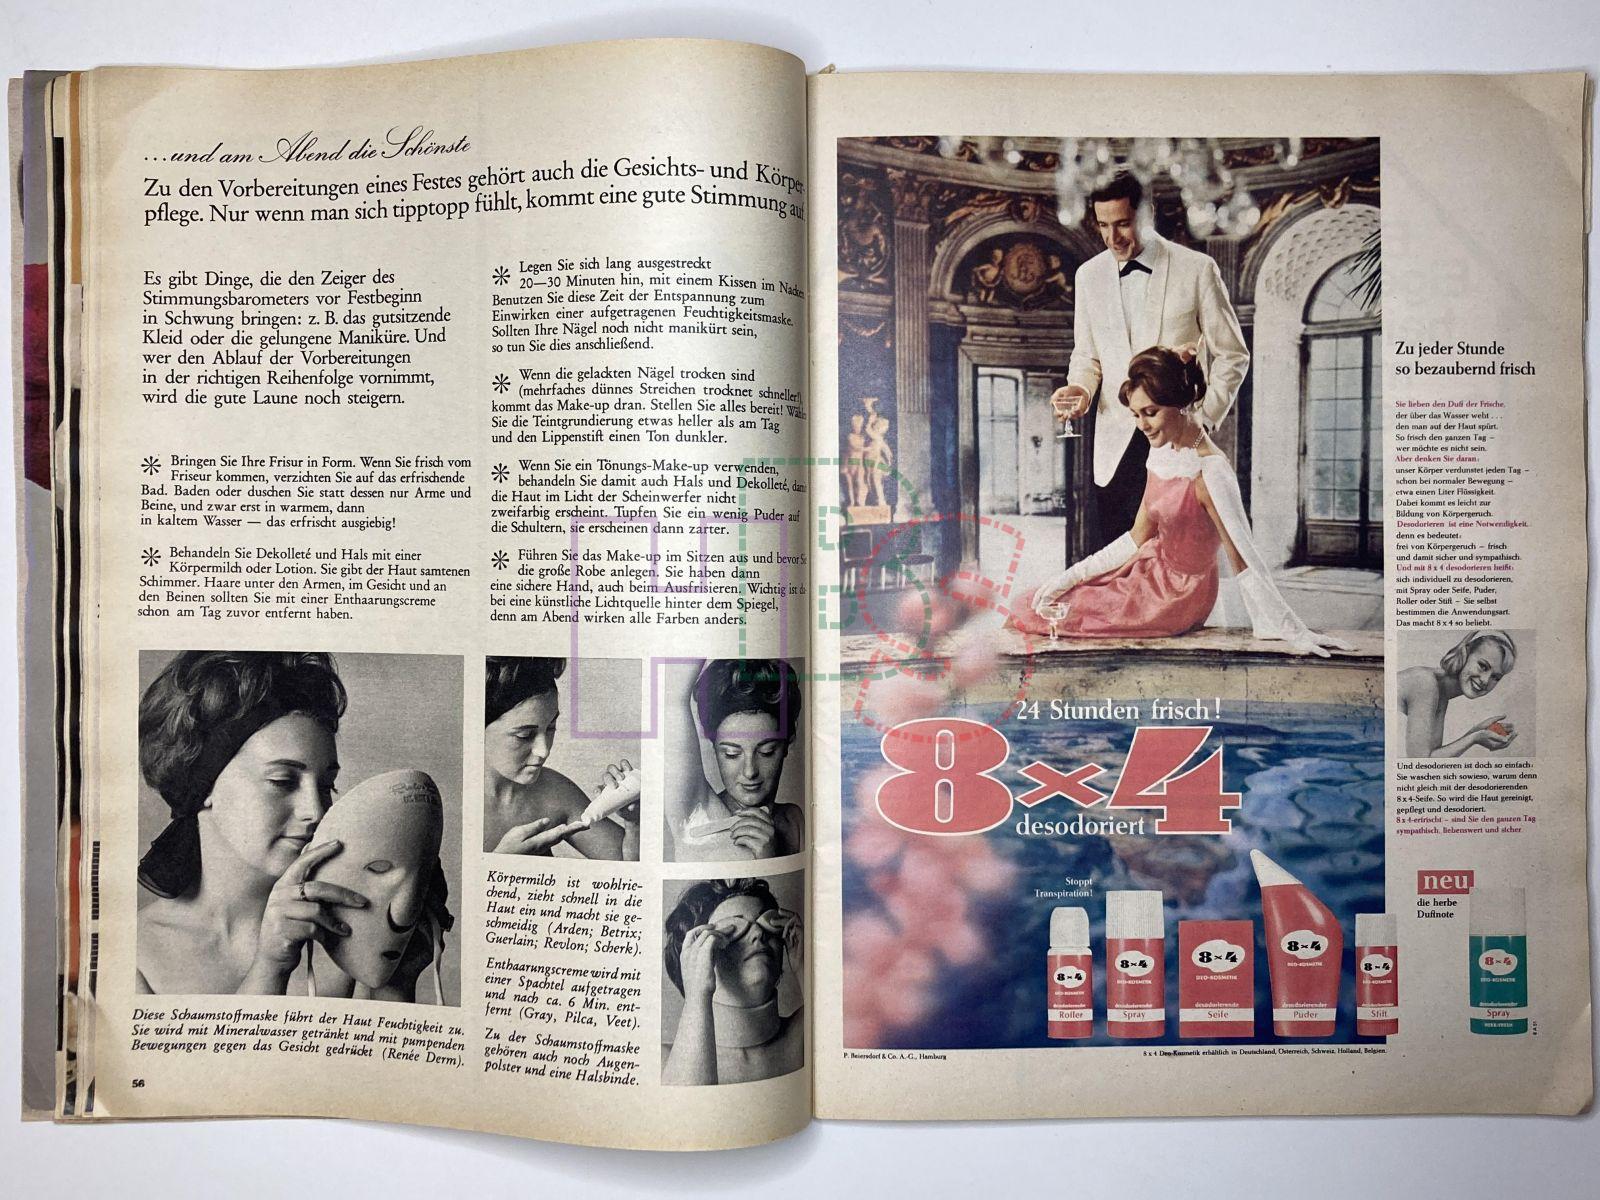 ...und am Abend die Schönste
Zu den Vorbereitungen eines Festes gehört auch die Gesichts- und Körper-
pflege. Nur wenn man sich tipptopp fühlt, kommt eine gute Stimmung auf.
Es gibt Dinge, die den Zeiger des
Stimmungsbarometers vor Festbeginn
in Schwung bringen: z. B. das gutsitzende
Kleid oder die gelungene Maniküre. Und
wer den Ablauf der Vorbereitungen
in der richtigen Reihenfolge vornimmt,
wird die gute Laune noch steigern.
Bringen Sie Ihre Frisur in Form. Wenn Sie frisch vom
Friseur kommen, verzichten Sie auf das erfrischende
Bad. Baden oder duschen Sie statt dessen nur Arme und
Beine, und zwar erst in warmem, dann
in kaltem Wasser — das erfrischt ausgiebig!
Behandeln Sie Dekolleté und Hals mit einer
Körpermilch oder Lotion. Sie gibt der Haut samtenen
Schimmer. Haare unter den Armen, im Gesicht und an
den Beinen sollten Sie mit einer Enthaarungscreme
schon am Tag zuvor entfernt haben.
Legen Sie sich lang ausgestreckt
20—30 Minuten hin, mit einem Kissen im Nacken.
Benutzen Sie diese Zeit der Entspannung zum
Einwirken einer aufgetragenen Feuchtigkeitsmaske.
Sollten Ihre Nägel noch nicht manikürt sein,
so tun Sie dies anschließend.
Wenn die gelackten Nägel trocken sind
(mehrfaches dünnes Streichen trocknet schneller!),
kommt das Make-up dran. Stellen Sie alles bereit!
Sie die Teintgrundierung etwas heller als am Tag
und den Lippenstift einen Ton dunkler.
Wenn Sie ein Tönungs-Make-up verwenden,
behandeln Sie damit auch Hals und Dekolleté,
die Haut im Licht der Scheinwerfer nicht
zweifarbig erscheint. Tupfen Sie ein wenig Puder auf
die Schultern, sie erscheinen dann zarter.
Führen Sie das Make-up im Sitzen aus und bevor
die große Robe anlegen. Sie haben dann
eine sichere Hand, auch beim Ausfrisieren. Wichtig ist
bei eine künstliche Lichtquelle hinter dem Spiegel,
denn am Abend wirken alle Farben anders.
Diese Schaumstoffmaske führt der Haut Feuchtigkeit zu.
Sie wird mit Mineralwasser getränkt und mit pumpenden
Bewegungen gegen das Gesicht gedrückt (Renée Derm).
Körpermilch ist wohlrie-
chend, zieht schnell in die
Haut ein und macht sie ge-
schmeidig (Arden; Betrix;
Guerlain; Revlon; Scherk).
Enthaarungscreme wird mit
einer Spachtel aufgetragen
und nach ca. 6 Min. ent-
fernt (Gray, Pilca, Veet).
Zu der Schaumstoffmaske
gehören auch noch Augen-
polster und eine Halsbinde.
56
Zu jeder Stunde
so bezaubernd frisch
Sie lieben den Duft der Frische,
der über das Wasser weht . . .
den man auf der Haut spürt.
So frisch den ganzen Tag –
wer möchte es nicht sein.
Aber denken Sie daran:
unser Körper verdunstet jeden Tag –
schon bei normaler Bewegung –
etwa einen Liter Flüssigkeit.
Dabei kommt es leicht zur
Bildung von Körpergeruch.
Desodorieren ist eine Notwendigkeit,
denn es bedeutet:
frei von Körpergeruch – frisch
und damit sicher und sympathisch.
Und mit 8 x 4 desodorieren heißt:
sich individuell zu desodorieren,
mit Spray oder Seife, Puder,
Roller oder Stift – Sie selbst
bestimmen die Anwendungsart.
Das macht 8 x 4 so beliebt.
Und desodorieren ist doch so einfach:
Sie waschen sich sowieso, warum denn
nicht gleich mit der desodorierenden
8 x 4-Seife. So wird die Haut gereinigt,
gepflegt und desodoriert.
8 x 4-erfrischt – sind Sie den ganzen Tag
sympathisch, liebenswert und sicher.
24 Stunden frisch!
8x4
desodoriert
Stoppt
Transpiration!
8x4
DEO-KOSMETIK
desodorierender
Roller
8x4
DEO-KOSMETIK
desodorierender
Spray
8x4
DEO-KOSMETIK
desodorierende
Seife
8x4
DEO-KOSMETIK
desodorierender
Puder
8x4
DEO-KOSMETIK
desodorierender
Stift
neu
die herbe
Duftnote
8x4
DEO-KOSMETIK
desodorierender
Spray
HERB-FRISCH
P. Beiersdorf & Co. A.-G., Hamburg
8 x 4 Deo-Kosmetik erhältlich in Deutschland, Österreich, Schweiz, Holland, Belgien.